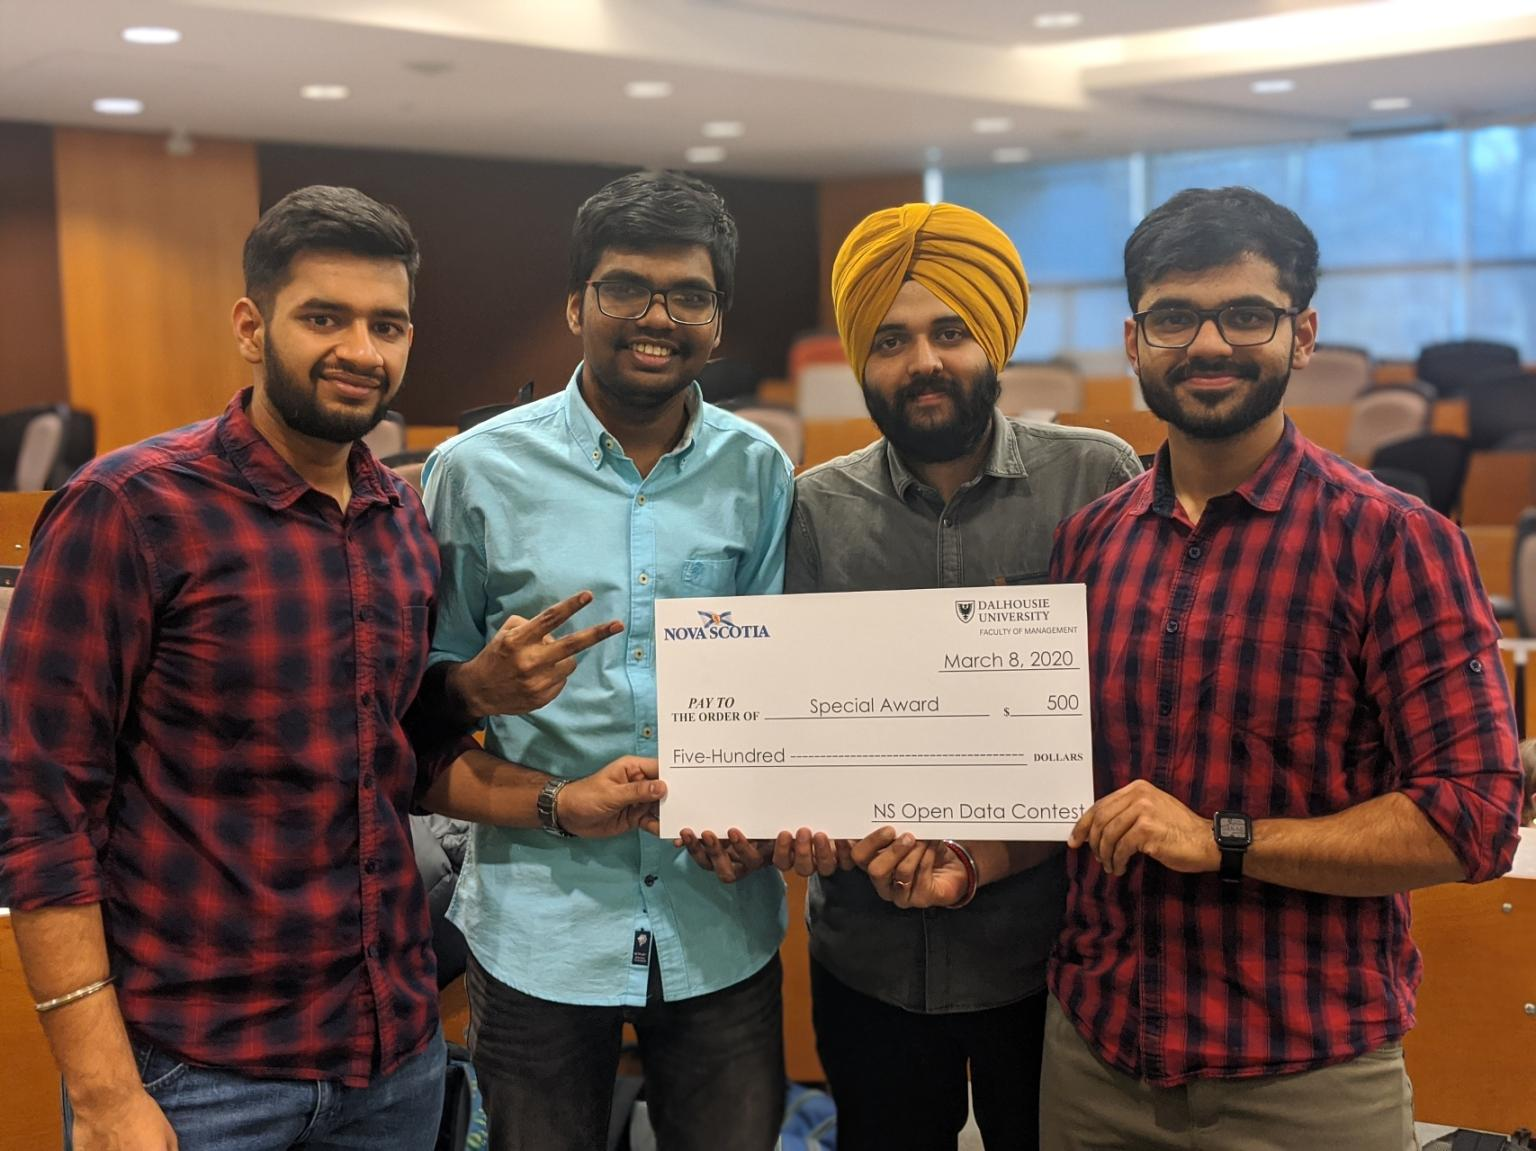 NOVA SCOTIA
DALHOUSIE
UNIVERSITY
FACULTY OF MANAGEMENT
March 8, 2020
PAY TO
THE ORDER OF Special Award $ 500
Five-Hundred ------------------------------------ DOLLARS
NS Open Data Contest